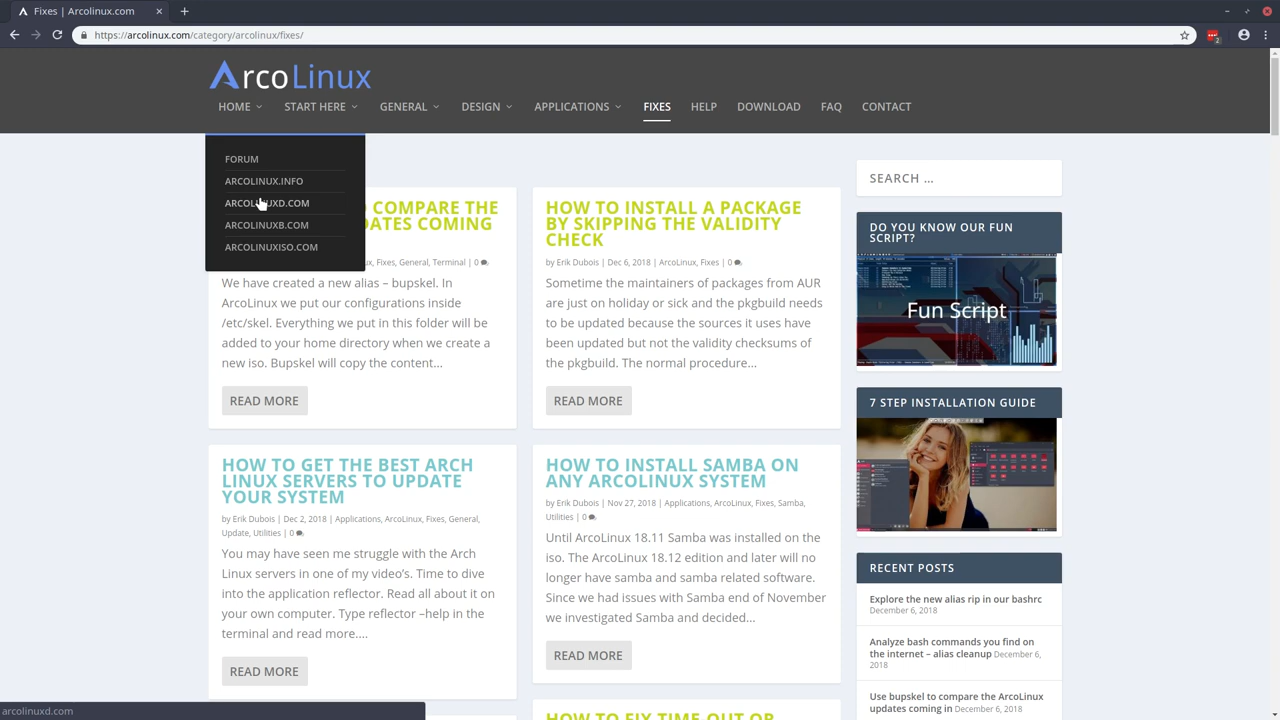 Fixes | Arcolinux.com
https://arcolinux.com/category/arcolinux/fixes/
2
ArcoLinux
HOME
START HERE
GENERAL
DESIGN
APPLICATIONS
FIXES
HELP
DOWNLOAD
FAQ
CONTACT
FORUM
ARCOLINUX.INFO
ARCOLINUXD.COM
ARCOLINUXB.COM
ARCOLINUXISO.COM
COMPARE THE
COMING
Fixes, General, Terminal | 0
We have created a new alias – bupskel. In
ArcoLinux we put our configurations inside
/etc/skel. Everything we put in this folder will be
added to your home directory when we create a
new iso. Bupskel will copy the content...
READ MORE
HOW TO INSTALL A PACKAGE
BY SKIPPING THE VALIDITY
CHECK
by Erik Dubois | Dec 6, 2018 | ArcoLinux, Fixes | 0
Sometime the maintainers of packages from AUR
are just on holiday or sick and the pkgbuild needs
to be updated because the sources it uses have
been updated but not the validity checksums of
the pkgbuild. The normal procedure...
READ MORE
HOW TO GET THE BEST ARCH
LINUX SERVERS TO UPDATE
YOUR SYSTEM
by Erik Dubois | Dec 2, 2018 | Applications, ArcoLinux, Fixes, General,
Update, Utilities | 0
You may have seen me struggle with the Arch
Linux servers in one of my video's. Time to dive
into the application reflector. Read all about it on
your own computer. Type reflector –help in the
terminal and read more....
READ MORE
HOW TO INSTALL SAMBA ON
ANY ARCOLINUX SYSTEM
by Erik Dubois | Nov 27, 2018 | Applications, ArcoLinux, Fixes, Samba,
Utilities | 0
Until ArcoLinux 18.11 Samba was installed on the
iso. The ArcoLinux 18.12 edition and later will no
longer have samba and samba related software.
Since we had issues with Samba end of November
we investigated Samba and decided...
READ MORE
HOW TO FIX TIME OUT OR
SEARCH ...
DO YOU KNOW OUR FUN
SCRIPT?
Fun Script
7 STEP INSTALLATION GUIDE
RECENT POSTS
Explore the new alias rip in our bashrc
December 6, 2018
Analyze bash commands you find on
the internet – alias cleanup December 6,
2018
Use bupskel to compare the ArcoLinux
updates coming in December 6, 2018
arcolinuxd.com